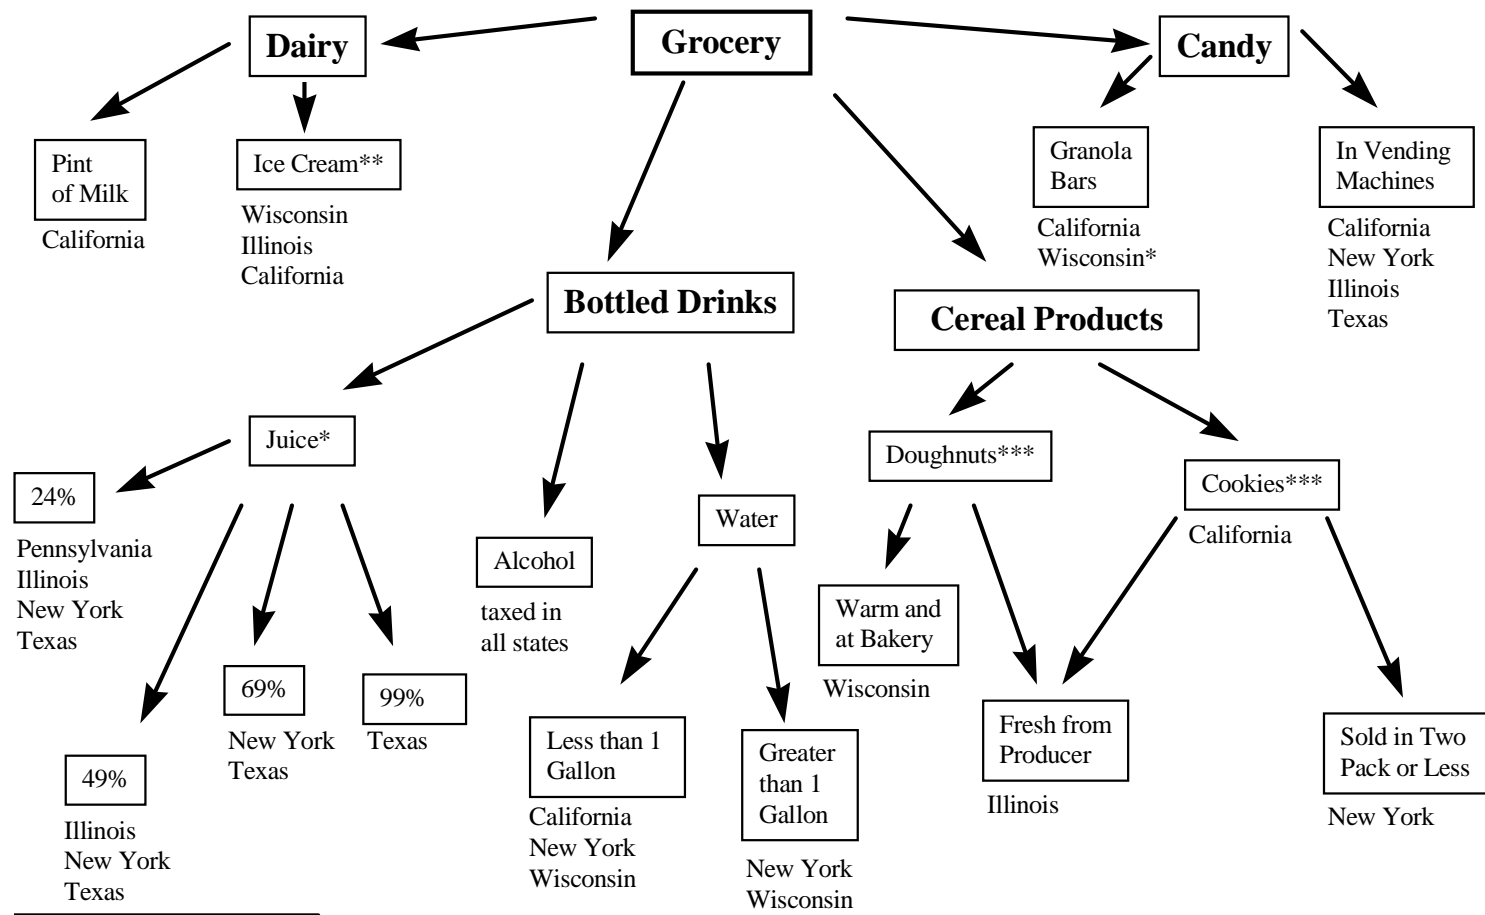 Grocery
Dairy
Candy
Pint
of Milk
California
Ice Cream**
Wisconsin
Illinois
California
Granola
Bars
California
Wisconsin*
In Vending
Machines
California
New York
Illinois
Texas
Bottled Drinks
Cereal Products
Juice*
24%
Pennsylvania
Illinois
New York
Texas
49%
Illinois
New York
Texas
69%
New York
Texas
99%
Texas
Alcohol
taxed in
all states
Water
Less than 1
Gallon
California
New York
Wisconsin
Greater
than 1
Gallon
New York
Wisconsin
Doughnuts***
Warm and
at Bakery
Wisconsin
Fresh from
Producer
Illinois
Cookies***
California
Sold in Two
Pack or Less
New York